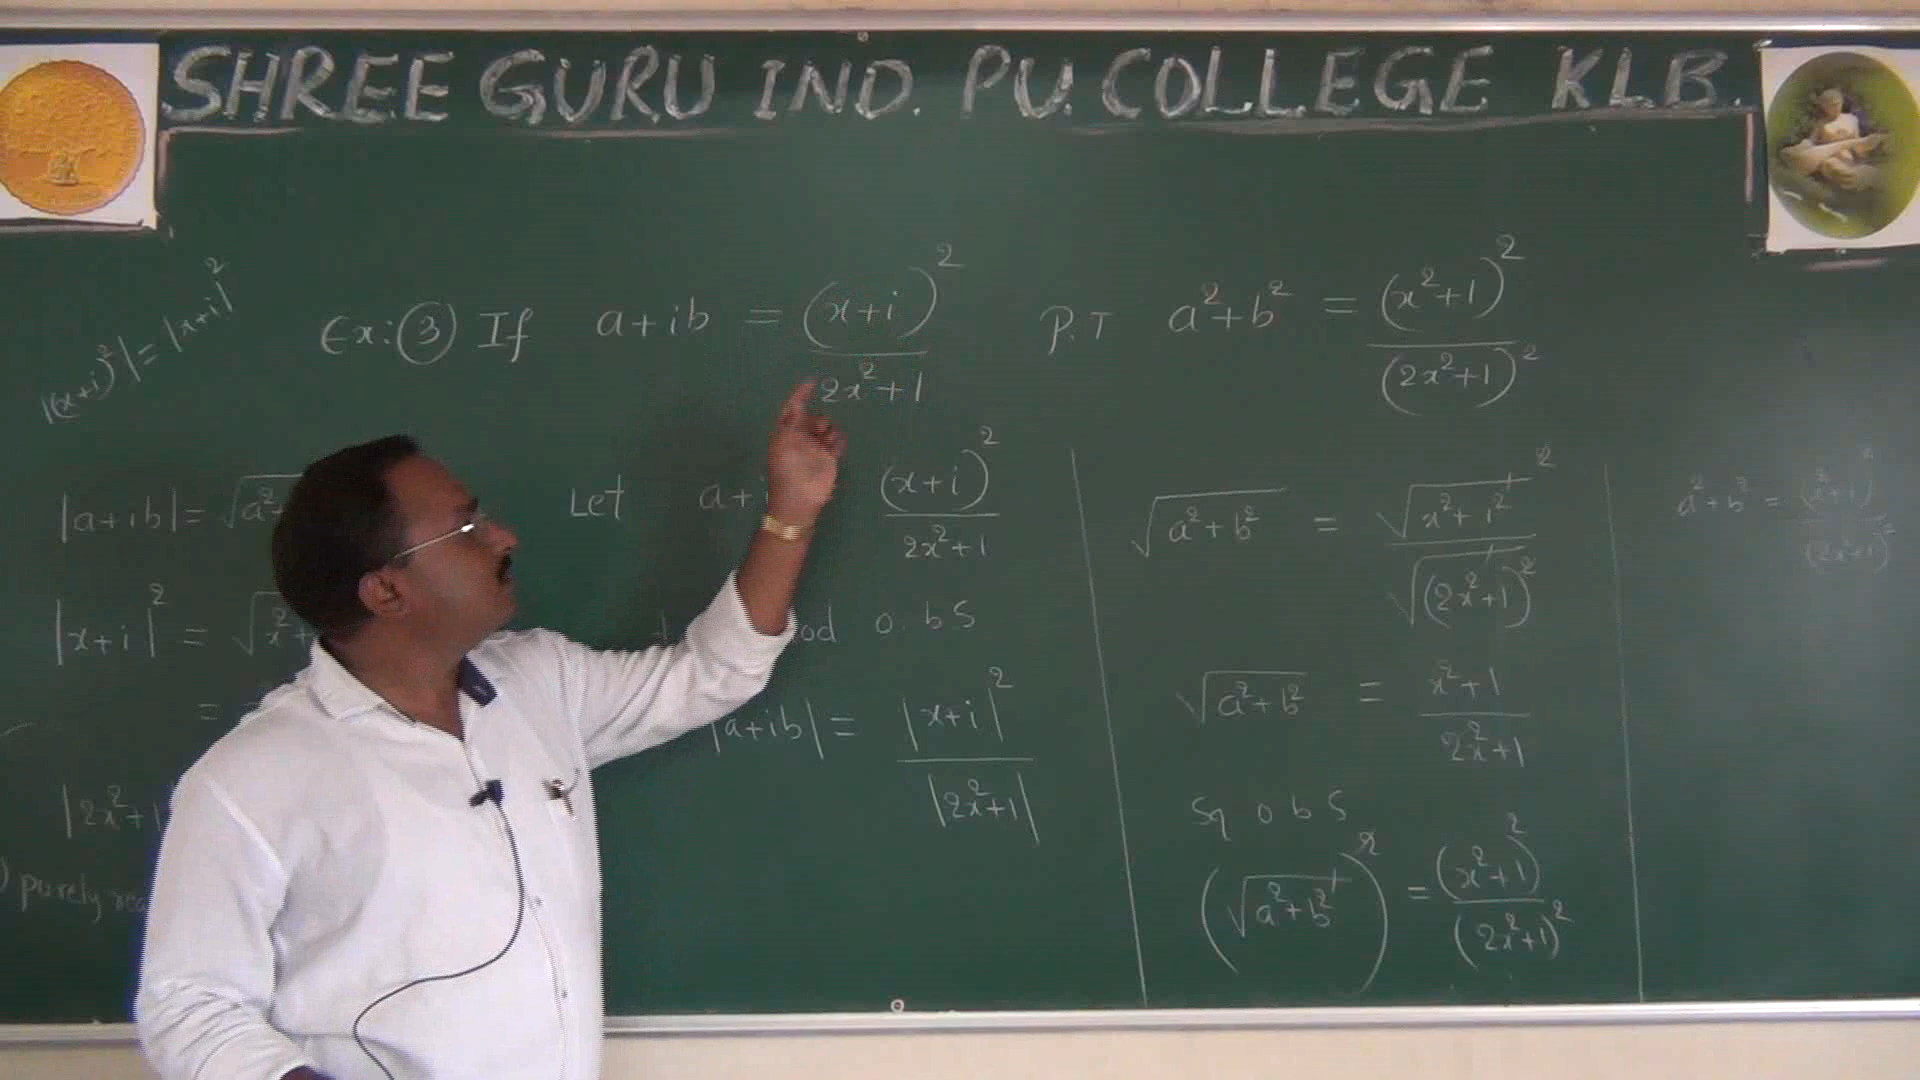 SHREE GURU IND. PU. COLLEGE KLB.
|(x+i)²| = |x+i|²
Ex: ③ If a+ib = (x+i)² / 2x²+1 P.T a²+b² = (x²+1)² / (2x²+1)²
|a+ib| = √a²+
|x+i|² = √x²+
=
|2x²+1|
) purely
Let a+i (x+i)² / 2x²+1
od o.b.S
|a+ib| = |x+i|² / |2x²+1|
√a²+b² = √x²+1² ² / √(2x²+1)²
√a²+b² = x²+1 / 2x²+1
Sq o b S
(√a²+b²)² = (x²+1)² / (2x²+1)²
a²+b² = (x²+1)² / (2x²+1)²